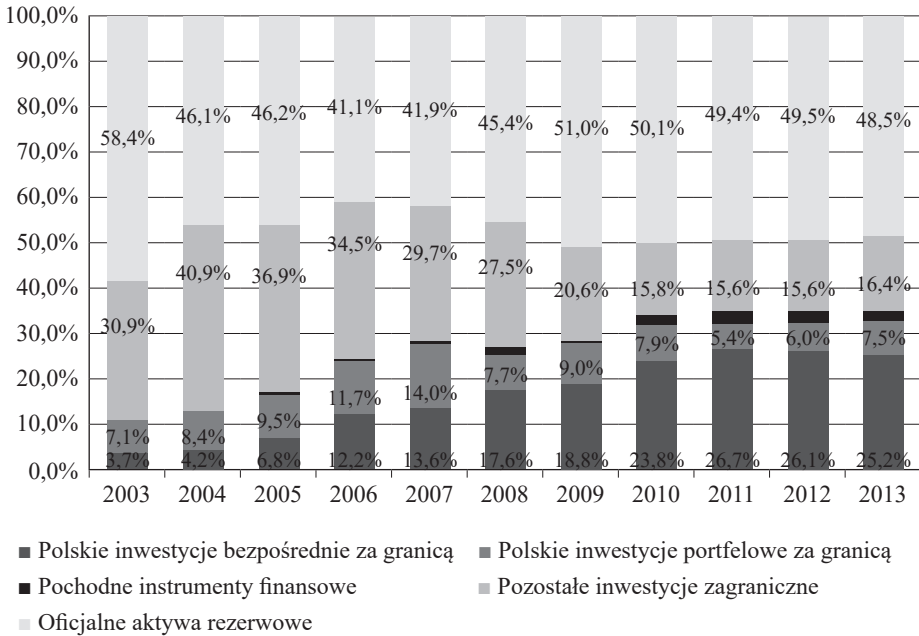 100,0%
90,0%
80,0%
70,0%
60,0%
50,0%
40,0%
30,0%
20,0%
10,0%
0,0%
58,4% 46,1% 46,2% 41,1% 41,9% 45,4% 51,0% 50,1% 49,4% 49,5% 48,5%
30,9% 40,9% 36,9% 34,5% 29,7% 27,5% 20,6% 15,8% 15,6% 15,6% 16,4%
7,1% 8,4% 9,5% 11,7% 14,0% 7,7% 9,0% 7,9% 5,4% 6,0% 7,5%
3,7% 4,2% 6,8% 12,2% 13,6% 17,6% 18,8% 23,8% 26,7% 26,1% 25,2%
2003 2004 2005 2006 2007 2008 2009 2010 2011 2012 2013
Polskie inwestycje bezpośrednie za granicą Polskie inwestycje portfelowe za granicą
Pochodne instrumenty finansowe Pozostałe inwestycje zagraniczne
Oficjalne aktywa rezerwowe